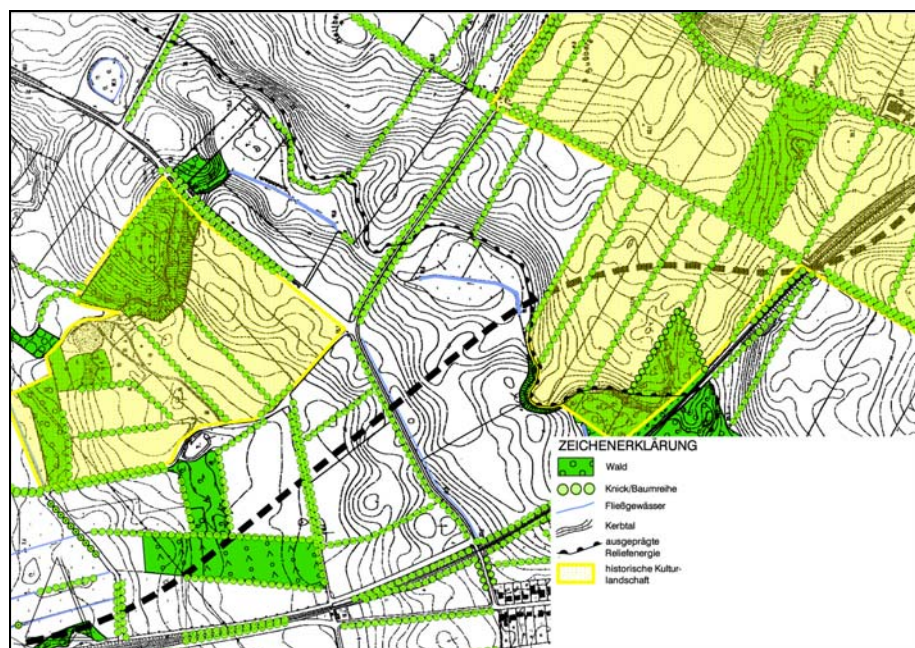 ZEICHENERKLÄRUNG
Wald
Knick/Baumreihe
Fließgewässer
Kerbtal
ausgeprägte
Reliefenergie
historische Kultur-
landschaft